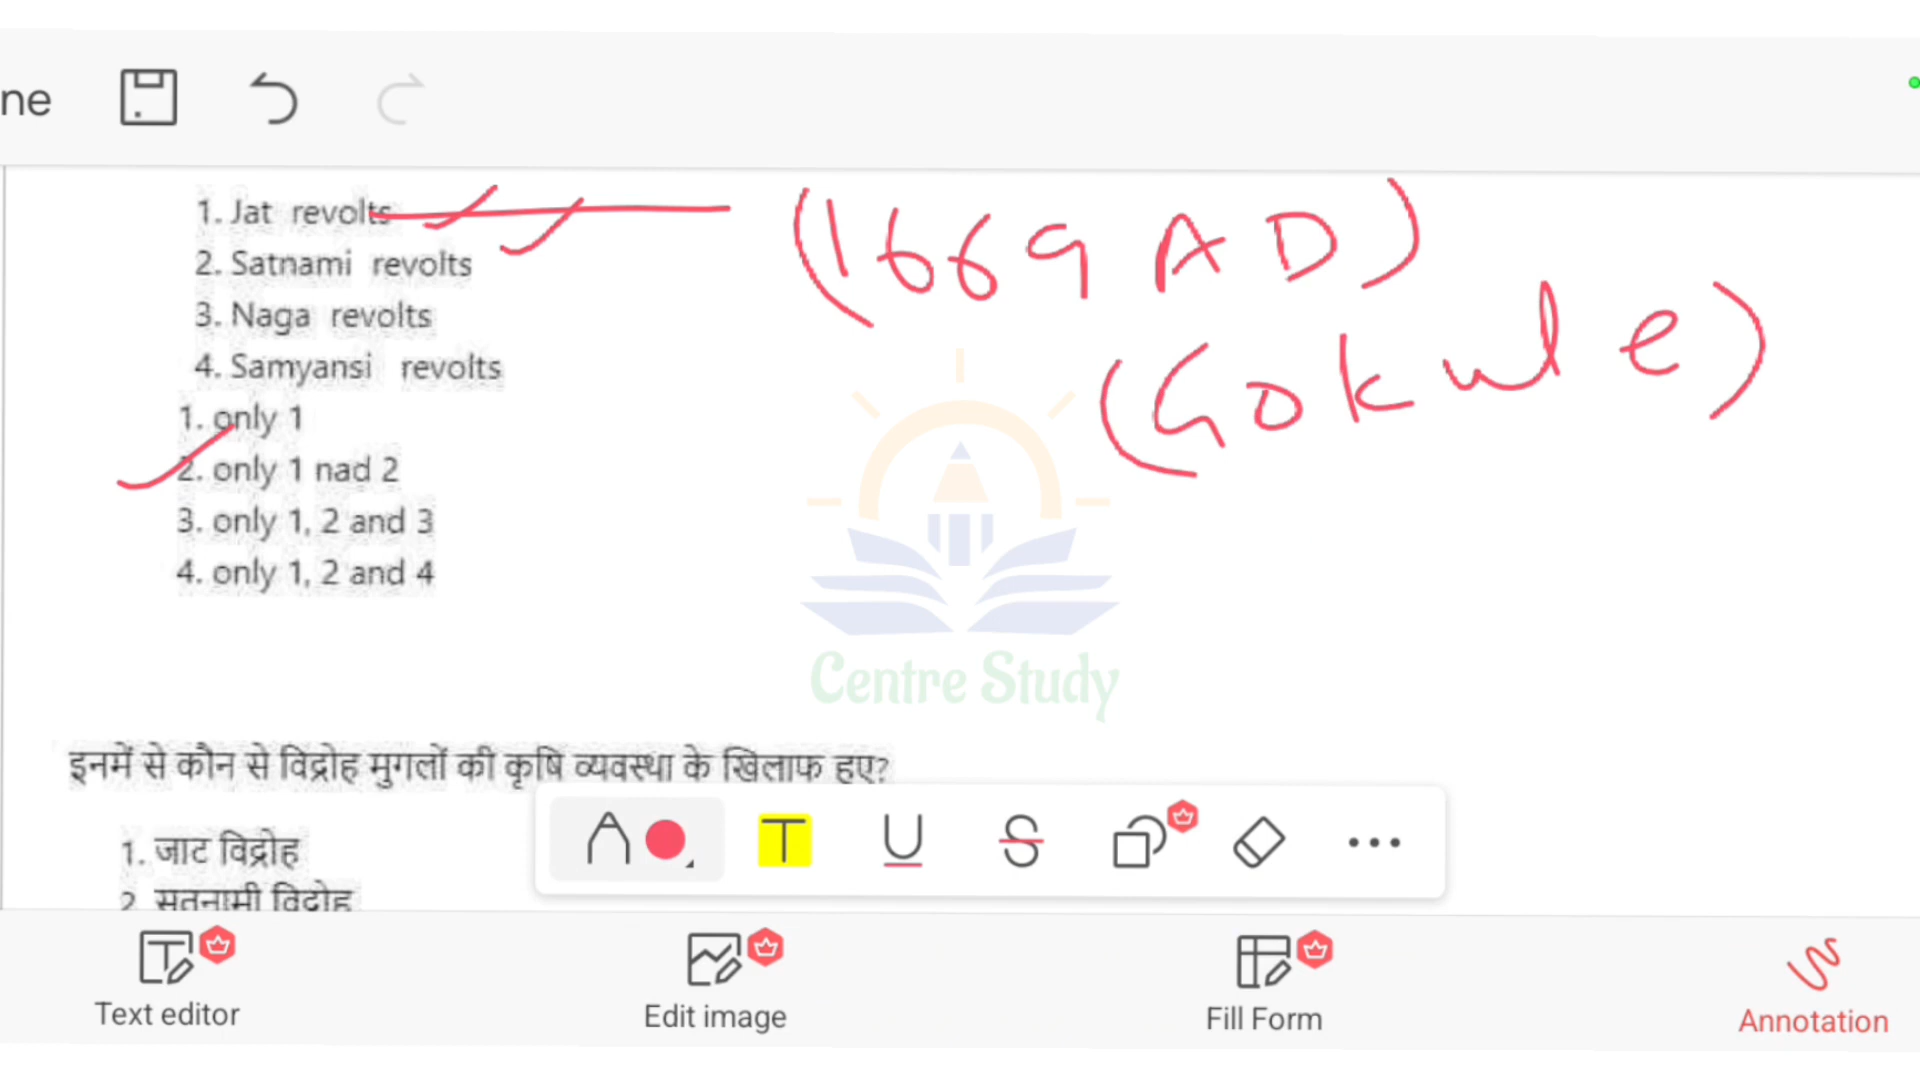 ne
1. Jat revolts
(1669 AD)
2. Satnami revolts
3. Naga revolts
(Gokule)
4. Samyansi revolts
1. only 1
2. only 1 nad 2
3. only 1, 2 and 3
4. only 1, 2 and 4
Centre Study
इनमें से कौन से विद्रोह मुगलों की कृषि व्यवस्था के खिलाफ हुए?
1. जाट विद्रोह
2 सतनामी विद्रोह
Text editor
Edit image
Fill Form
Annotation